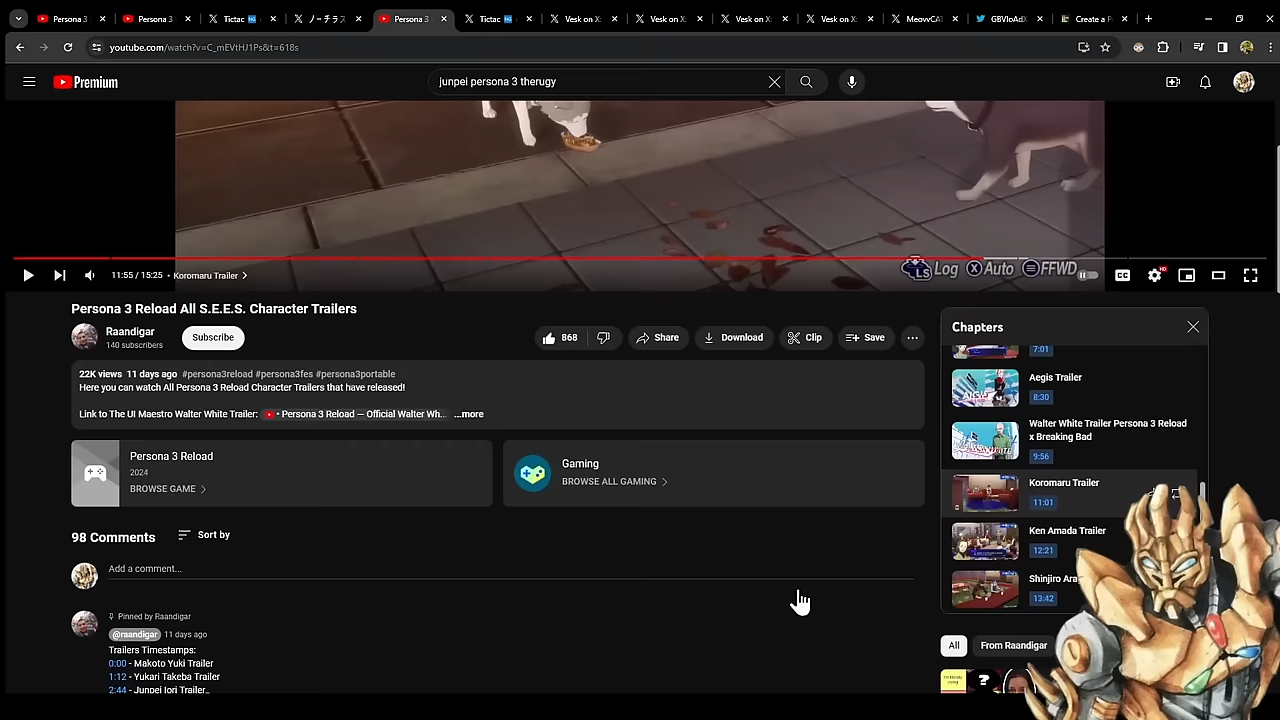 Persona 3
Persona 3
Tictac
ノーチラス
Persona 3
Tictac
Vesk on X:
Vesk on X:
Vesk on X:
Vesk on X:
MeovvCAT
GBVIoAdX
Create a P
youtube.com/watch?v=C_mEVtHJ1Ps&t=618s
Premium
junpei persona 3 therugy
LS Log X Auto FFWD
11:55 / 15:25 • Koromaru Trailer
CC
HD
Persona 3 Reload All S.E.E.S. Character Trailers
Raandigar
140 subscribers
Subscribe
868
Share
Download
Clip
Save
22K views 11 days ago #persona3reload #persona3fes #persona3portable
Here you can watch All Persona 3 Reload Character Trailers that have released!
Link to The UI Maestro Walter White Trailer: • Persona 3 Reload — Official Walter Wh... ...more
Persona 3 Reload
2024
BROWSE GAME
Gaming
BROWSE ALL GAMING
98 Comments
Sort by
Add a comment...
Pinned by Raandigar
@raandigar 11 days ago
Trailers Timestamps:
0:00 - Makoto Yuki Trailer
1:12 - Yukari Takeba Trailer
2:44 - Junpei Iori Trailer
Chapters
7:01
Aegis Trailer
8:30
Walter White Trailer Persona 3 Reload
x Breaking Bad
9:56
Koromaru Trailer
11:01
Ken Amada Trailer
12:21
Shinjiro Ara
13:42
All
From Raandigar
?